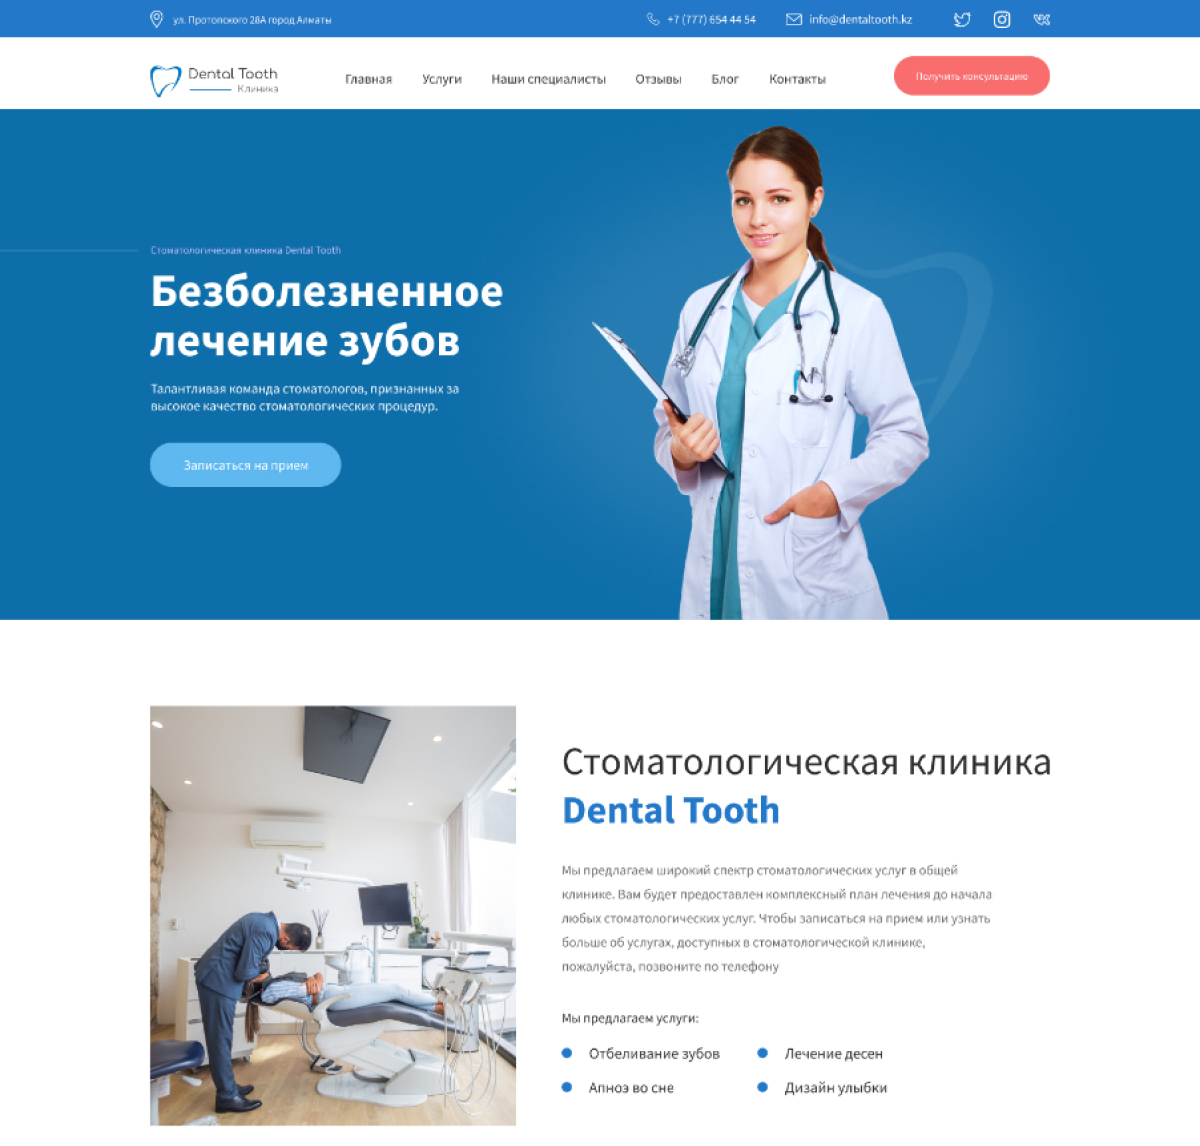 ул. Протопского 28А город Алматы
+7 (777) 654 44 54
info@dentaltooth.kz
Dental Tooth
Клиника
Главная
Услуги
Наши специалисты
Отзывы
Блог
Контакты
Получить консультацию
Стоматологическая клиника Dental Tooth
Безболезненное
лечение зубов
Талантливая команда стоматологов, признанных за
высокое качество стоматологических процедур.
Записаться на прием
Стоматологическая клиника
Dental Tooth
Мы предлагаем широкий спектр стоматологических услуг в общей
клинике. Вам будет предоставлен комплексный план лечения до начала
любых стоматологических услуг. Чтобы записаться на прием или узнать
больше об услугах, доступных в стоматологической клинике,
пожалуйста, позвоните по телефону
Мы предлагаем услуги:
Отбеливание зубов
Лечение десен
Апноэ во сне
Дизайн улыбки